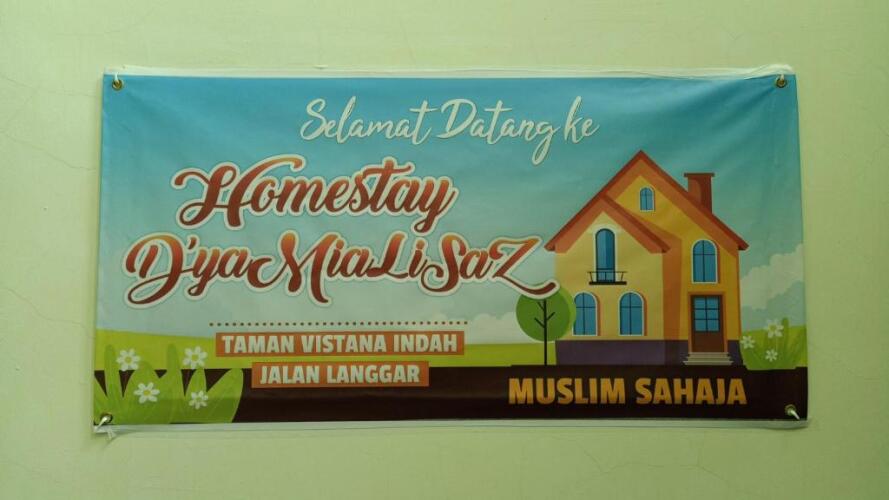 Selamat Datang ke
Homestay
D'yaMiaLiSaZ
TAMAN VISTANA INDAH
JALAN LANGGAR
MUSLIM SAHAJA